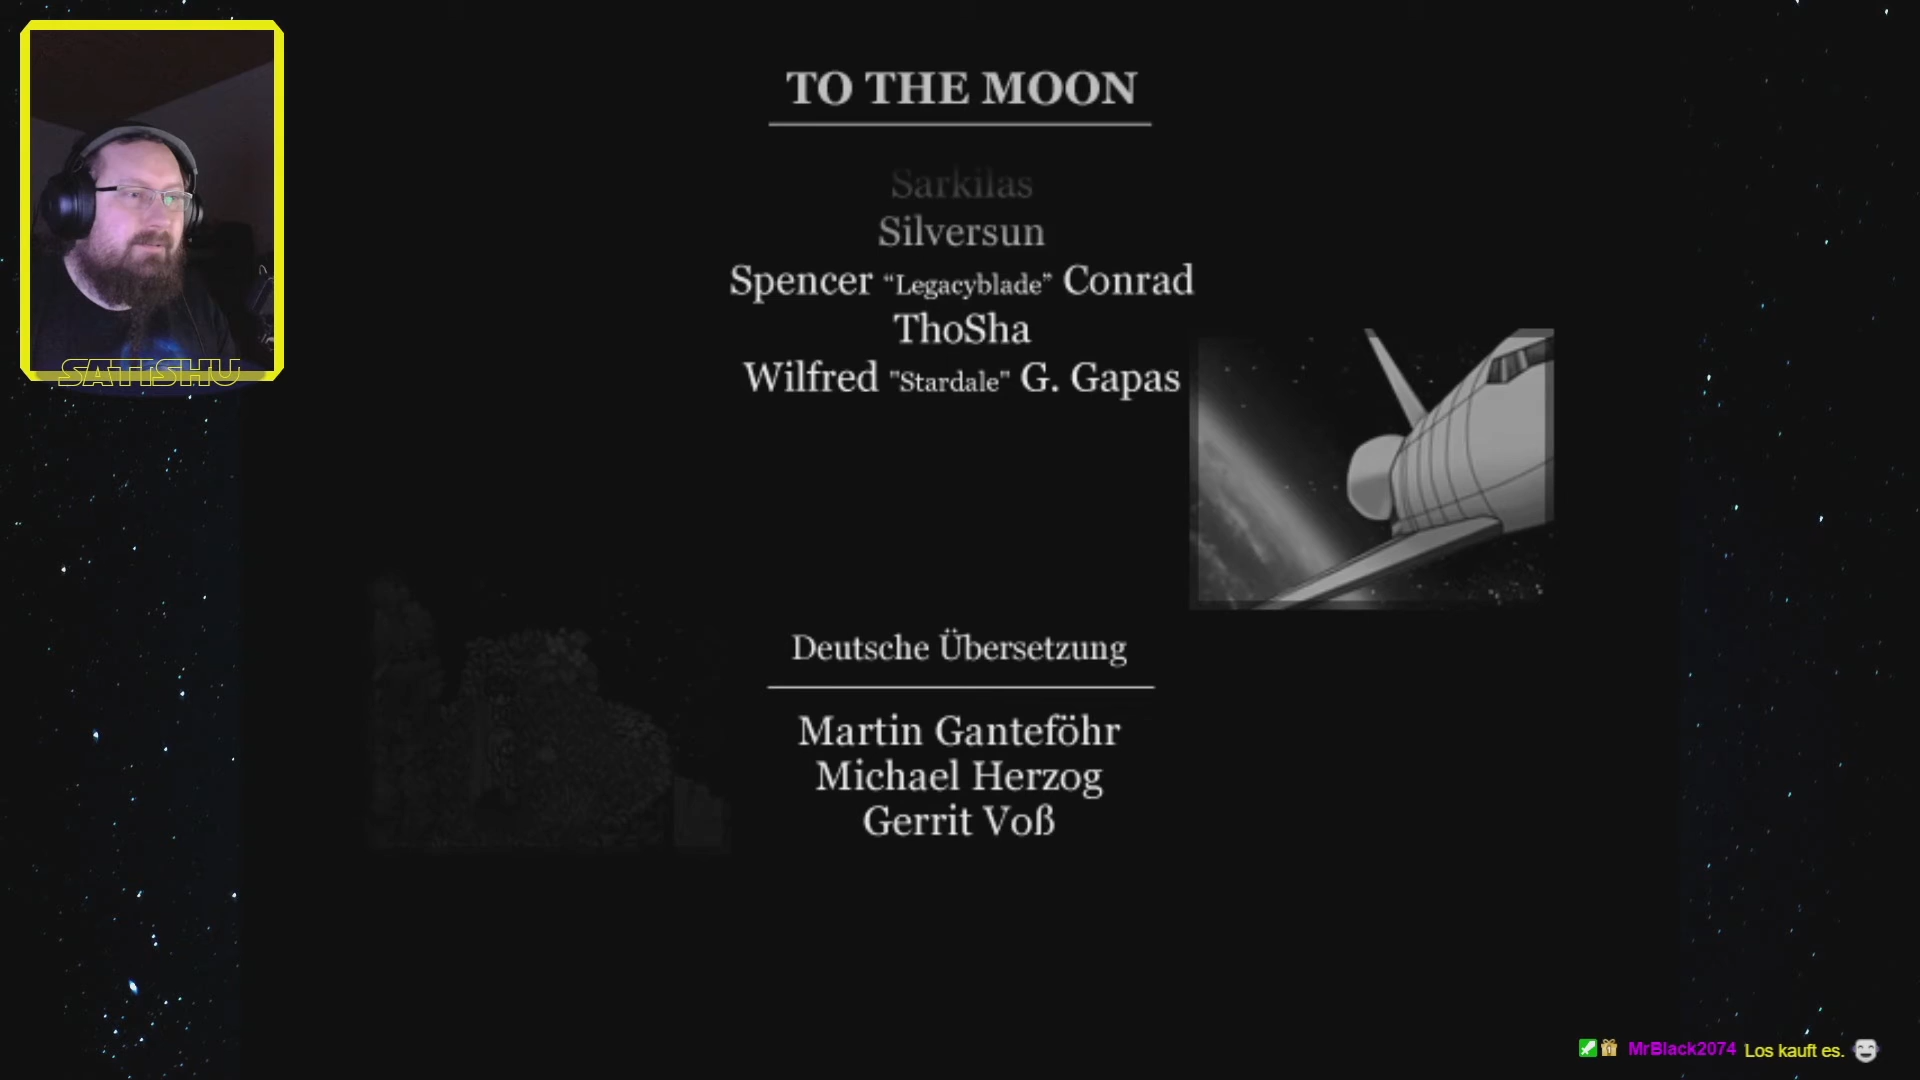 TO THE MOON
Sarkilas
Silversun
Spencer “Legacyblade” Conrad
ThoSha
Wilfred "Stardale" G. Gapas
SATISHU
Deutsche Übersetzung
Martin Ganteföhr
Michael Herzog
Gerrit Voß
MrBlack2074 Los kauft es.